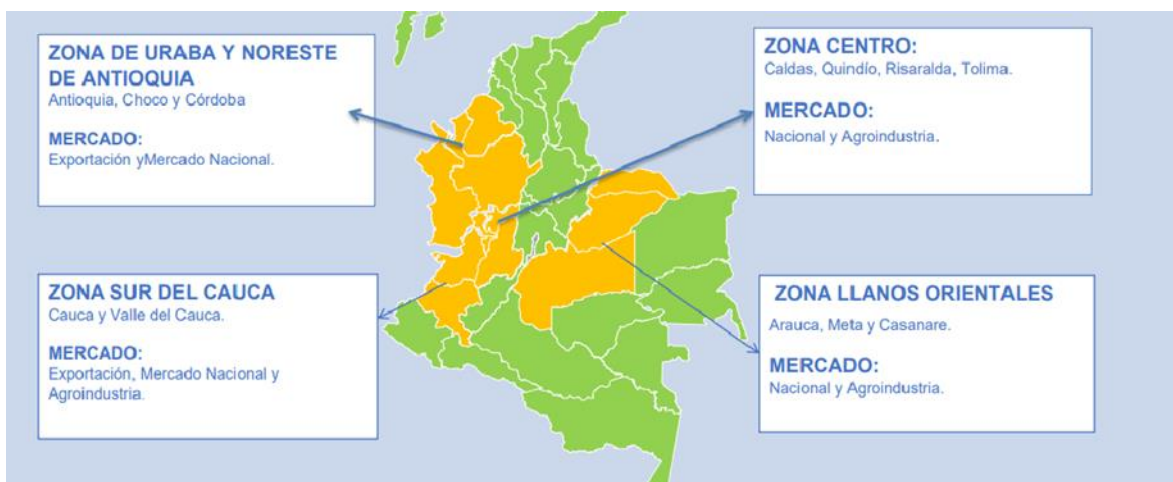 ZONA DE URABA Y NORESTE
DE ANTIOQUIA
Antioquia, Choco y Córdoba
MERCADO:
Exportación yMercado Nacional.
ZONA CENTRO:
Caldas, Quindío, Risaralda, Tolima.
MERCADO:
Nacional y Agroindustria.
ZONA SUR DEL CAUCA
Cauca y Valle del Cauca.
MERCADO:
Exportación, Mercado Nacional y
Agroindustria.
ZONA LLANOS ORIENTALES
Arauca, Meta y Casanare.
MERCADO:
Nacional y Agroindustria.